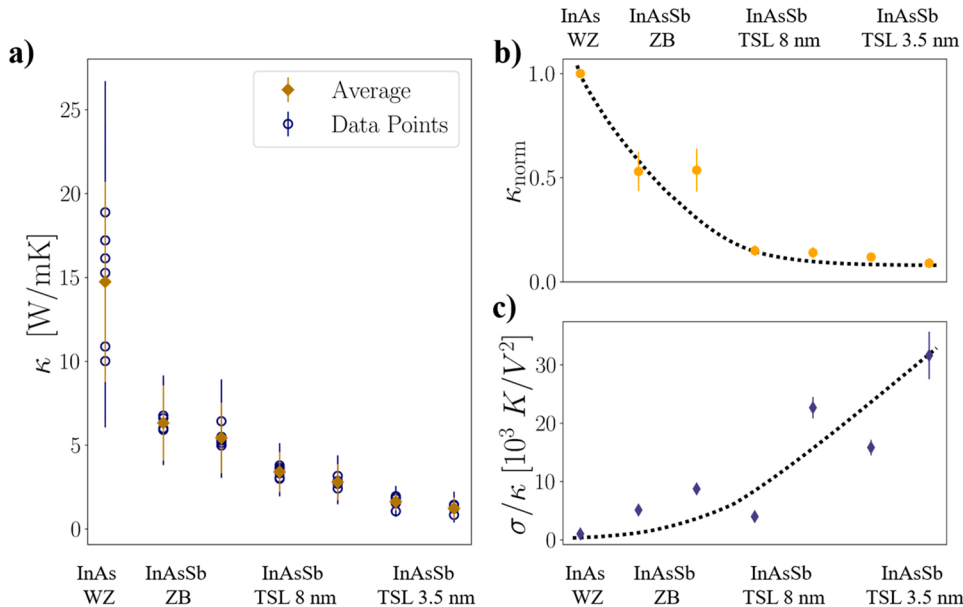 a)
κ [W/mK]
25
20
15
10
5
0
Average
Data Points
InAs
WZ
InAsSb
ZB
InAsSb
TSL 8 nm
InAsSb
TSL 3.5 nm
InAs
WZ
InAsSb
ZB
InAsSb
TSL 8 nm
InAsSb
TSL 3.5 nm
b)
κnorm
1.0
0.5
0.0
c)
σ/κ [10³ K/V²]
30
20
10
0
InAs
WZ
InAsSb
ZB
InAsSb
TSL 8 nm
InAsSb
TSL 3.5 nm